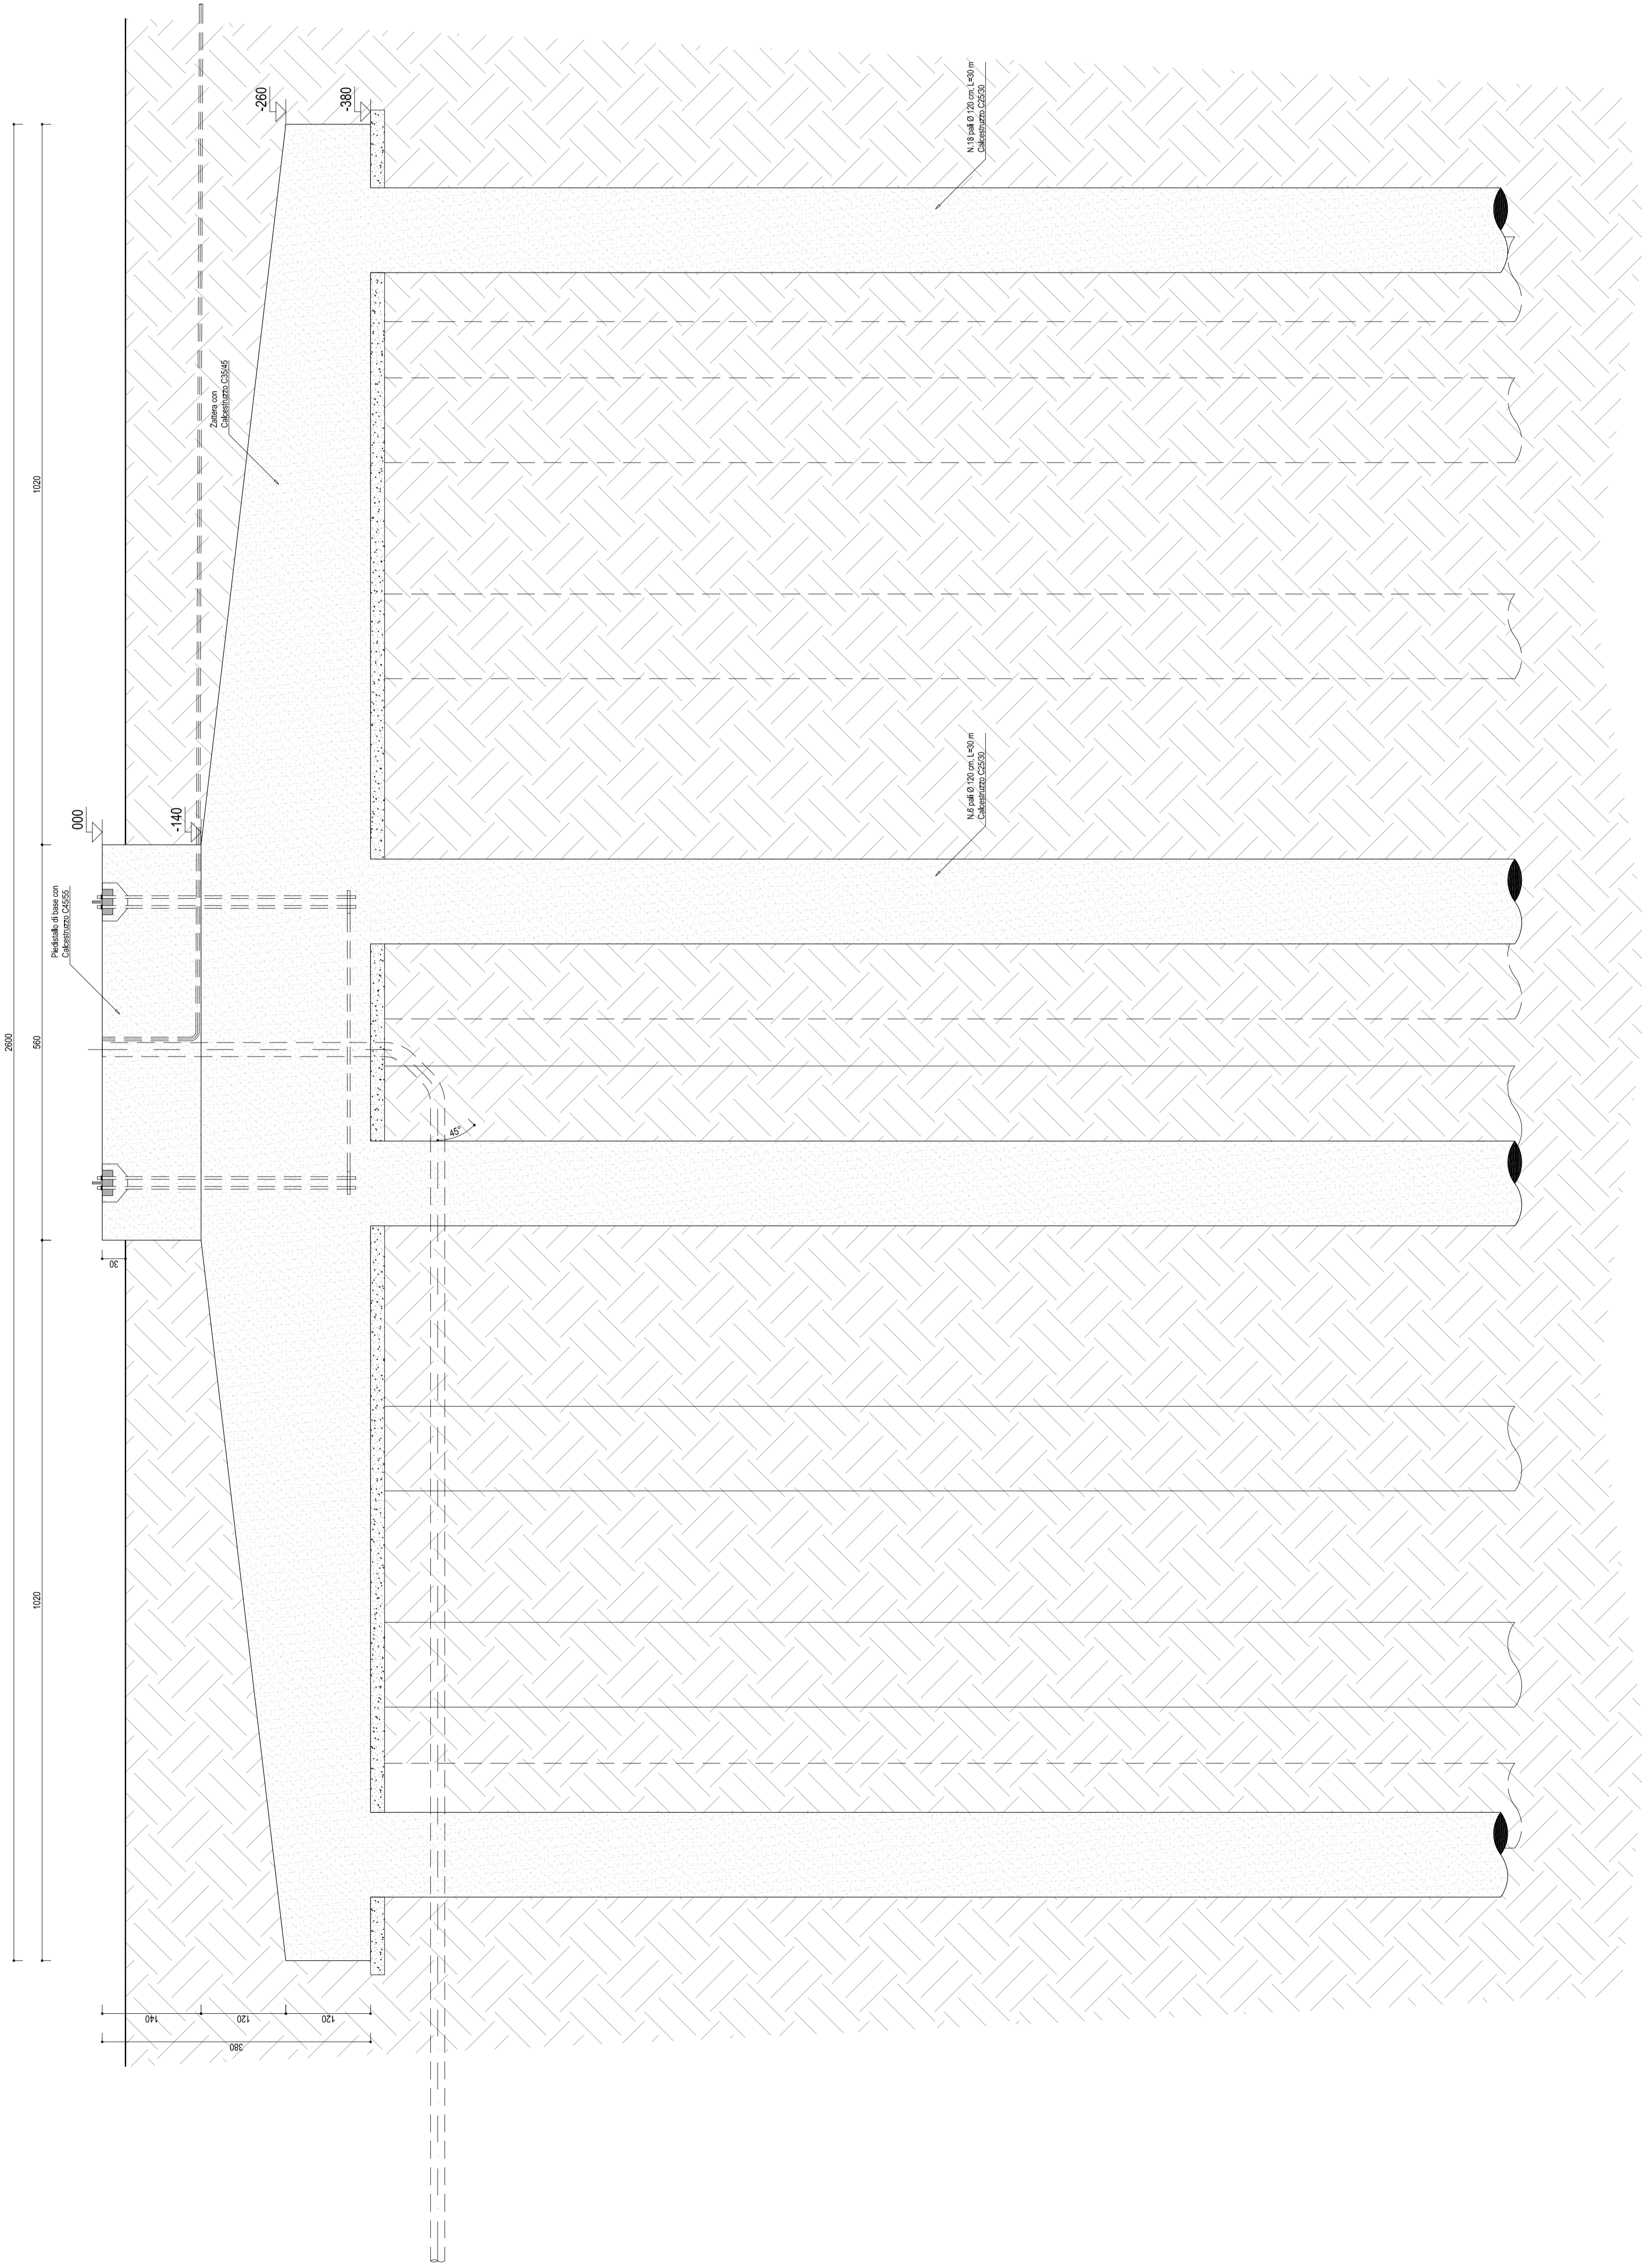 2600
1020
560
1020
Piedistallo di base con
Calcestruzzo C45/55
000
-140
-260
-380
Zattera con
Calcestruzzo C35/45
30
140
120
120
380
45°
N.6 pali Ø 120 cm, L=30 m
Calcestruzzo C25/30
N.18 pali Ø 120 cm, L=30 m
Calcestruzzo C25/30